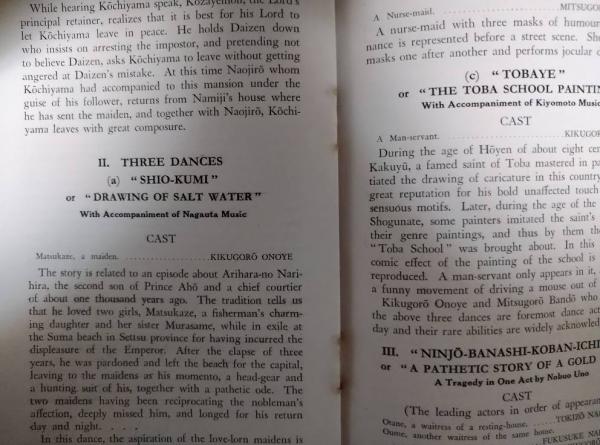 While hearing Kōchiyama speak, Kozayemon, the Lord's
principal retainer, realizes that it is best for his Lord to
let Kōchiyama leave in peace. He holds Daizen down
who insists on arresting the impostor, and pretending not
to believe Daizen, asks Kōchiyama to leave without getting
angered at Daizen's mistake. At this time Naojirō whom
Kōchiyama had accompanied to this mansion under the
guise of his follower, returns from Namiji's house where
he has sent the maiden, and together with Naojirō, Kōchi-
yama leaves with great composure.
II. THREE DANCES
(a) “SHIO-KUMI”
or “DRAWING OF SALT WATER”
With Accompaniment of Nagauta Music
CAST
Matsukaze, a maiden. .................... KIKUGORŌ ONOYE
The story is related to an episode about Arihara-no Nari-
hira, the second son of Prince Ahō and a chief courtier
of about one thousand years ago. The tradition tells us
that he loved two girls, Matsukaze, a fisherman's charm-
ing daughter and her sister Murasame, while in exile at
the Suma beach in Settsu province for having incurred the
displeasure of the Emperor. After the elapse of three
years, he was pardoned and left the beach for the capital,
leaving to the maidens as his momento, a head-gear and
a hunting suit of his, together with a pathetic ode. The
two maidens having been reciprocating the nobleman's
affection, deeply missed him, and longed for his return
day and night. . . .
In this dance, the aspiration of the love-lorn maidens is
A Nurse-maid. .................... MITSUGO
A nurse-maid with three masks of humour
nance is represented before a street scene. She
masks one after another and performs jocular d
(c) “TOBAYE”
or “THE TOBA SCHOOL PAINTIN
With Accompaniment of Kiyomoto Music
CAST
A Man-servant. .................... KIKUGOR
During the age of Hōyen of about eight cen
Kakuyū, a famed saint of Toba mastered in pa
tiated the drawing of caricature in this country
great reputation for his bold unaffected touch
sensuous motifs. Later, during the age of the
Shogunate, some painters imitated the saint's
their genre paintings, and thus by them the
“Toba School” was brought about. In this
comic effect of the painting of the school is
reproduced. A man-servant only appears in it,
a funny movement of driving a mouse out of
Kikugorō Onoye and Mitsugorō Bandō who
the above three dances are foremost dance act
day and their rare abilities are widely acknowled
III. “NINJŌ-BANASHI-KOBAN-ICHI
or “A PATHETIC STORY OF A GOLD
A Tragedy in One Act by Nobuo Uno
CAST
(The leading actors in order of appearan
Otane, a waitress of a resting-house. ........ TOKIZŌ NA
Oume, another waitress of the same house.
FUKUSUKE NA